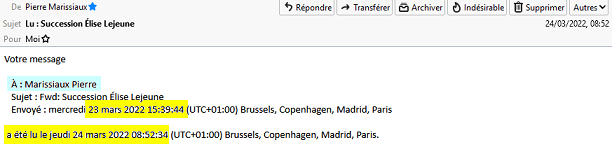 De Pierre Marissiaux
Répondre Transférer Archiver Indésirable Supprimer Autres
Sujet Lu : Succession Élise Lejeune 24/03/2022, 08:52
Pour Moi
Votre message
À : Marissiaux Pierre
Sujet : Fwd: Succession Élise Lejeune
Envoyé : mercredi 23 mars 2022 15:39:44 (UTC+01:00) Brussels, Copenhagen, Madrid, Paris
a été lu le jeudi 24 mars 2022 08:52:34 (UTC+01:00) Brussels, Copenhagen, Madrid, Paris.